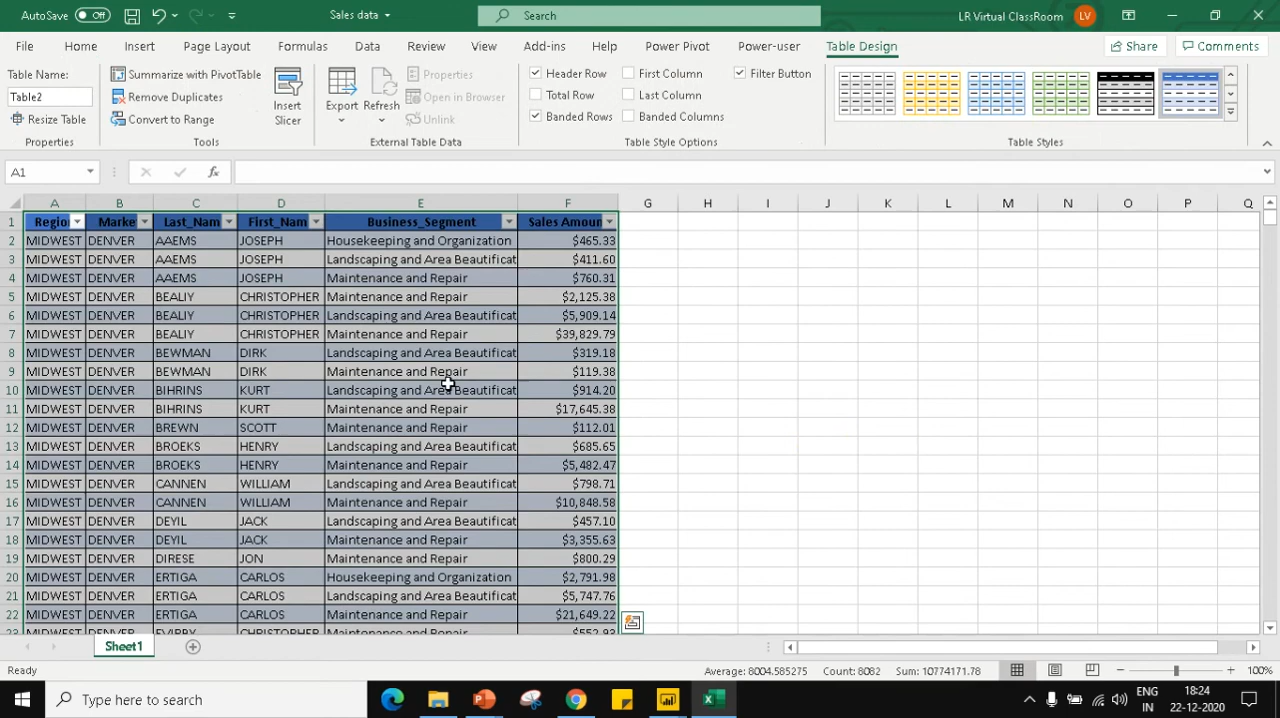 AutoSave Off Sales data Search LR Virtual ClassRoom LV
File Home Insert Page Layout Formulas Data Review View Add-ins Help Power Pivot Power-user Table Design Share Comments
Table Name:
Table2
Resize Table
Properties
Summarize with PivotTable
Remove Duplicates
Convert to Range
Insert
Slicer
Tools
Export
Refresh
Properties
Open in Browser
Unlink
External Table Data
Header Row First Column Filter Button
Total Row Last Column
Banded Rows Banded Columns
Table Style Options
Table Styles
A1 fx
A B C D E F G H I J K L M N O P Q
1 Regio Marke Last_Nam First_Nam Business_Segment Sales Amoun
2 MIDWEST DENVER AAEMS JOSEPH Housekeeping and Organization $465.33
3 MIDWEST DENVER AAEMS JOSEPH Landscaping and Area Beautificat $411.60
4 MIDWEST DENVER AAEMS JOSEPH Maintenance and Repair $760.31
5 MIDWEST DENVER BEALIY CHRISTOPHER Maintenance and Repair $2,125.38
6 MIDWEST DENVER BEALIY CHRISTOPHER Landscaping and Area Beautificat $5,909.14
7 MIDWEST DENVER BEALIY CHRISTOPHER Maintenance and Repair $39,829.79
8 MIDWEST DENVER BEWMAN DIRK Landscaping and Area Beautificat $319.18
9 MIDWEST DENVER BEWMAN DIRK Maintenance and Repair $119.38
10 MIDWEST DENVER BIHRINS KURT Landscaping and Area Beautificat $914.20
11 MIDWEST DENVER BIHRINS KURT Maintenance and Repair $17,645.38
12 MIDWEST DENVER BREWN SCOTT Maintenance and Repair $112.01
13 MIDWEST DENVER BROEKS HENRY Landscaping and Area Beautificat $685.65
14 MIDWEST DENVER BROEKS HENRY Maintenance and Repair $5,482.47
15 MIDWEST DENVER CANNEN WILLIAM Landscaping and Area Beautificat $798.71
16 MIDWEST DENVER CANNEN WILLIAM Maintenance and Repair $10,848.58
17 MIDWEST DENVER DEYIL JACK Landscaping and Area Beautificat $457.10
18 MIDWEST DENVER DEYIL JACK Maintenance and Repair $3,355.63
19 MIDWEST DENVER DIRESE JON Maintenance and Repair $800.29
20 MIDWEST DENVER ERTIGA CARLOS Housekeeping and Organization $2,791.98
21 MIDWEST DENVER ERTIGA CARLOS Landscaping and Area Beautificat $5,747.76
22 MIDWEST DENVER ERTIGA CARLOS Maintenance and Repair $21,649.22
23 MIDWEST DENVER CHRISTOPHER Maintenance and Repair $552.93
Sheet1
Ready Average: 8004.585275 Count: 8082 Sum: 10774171.78 100%
Type here to search ENG 18:24
IN 22-12-2020